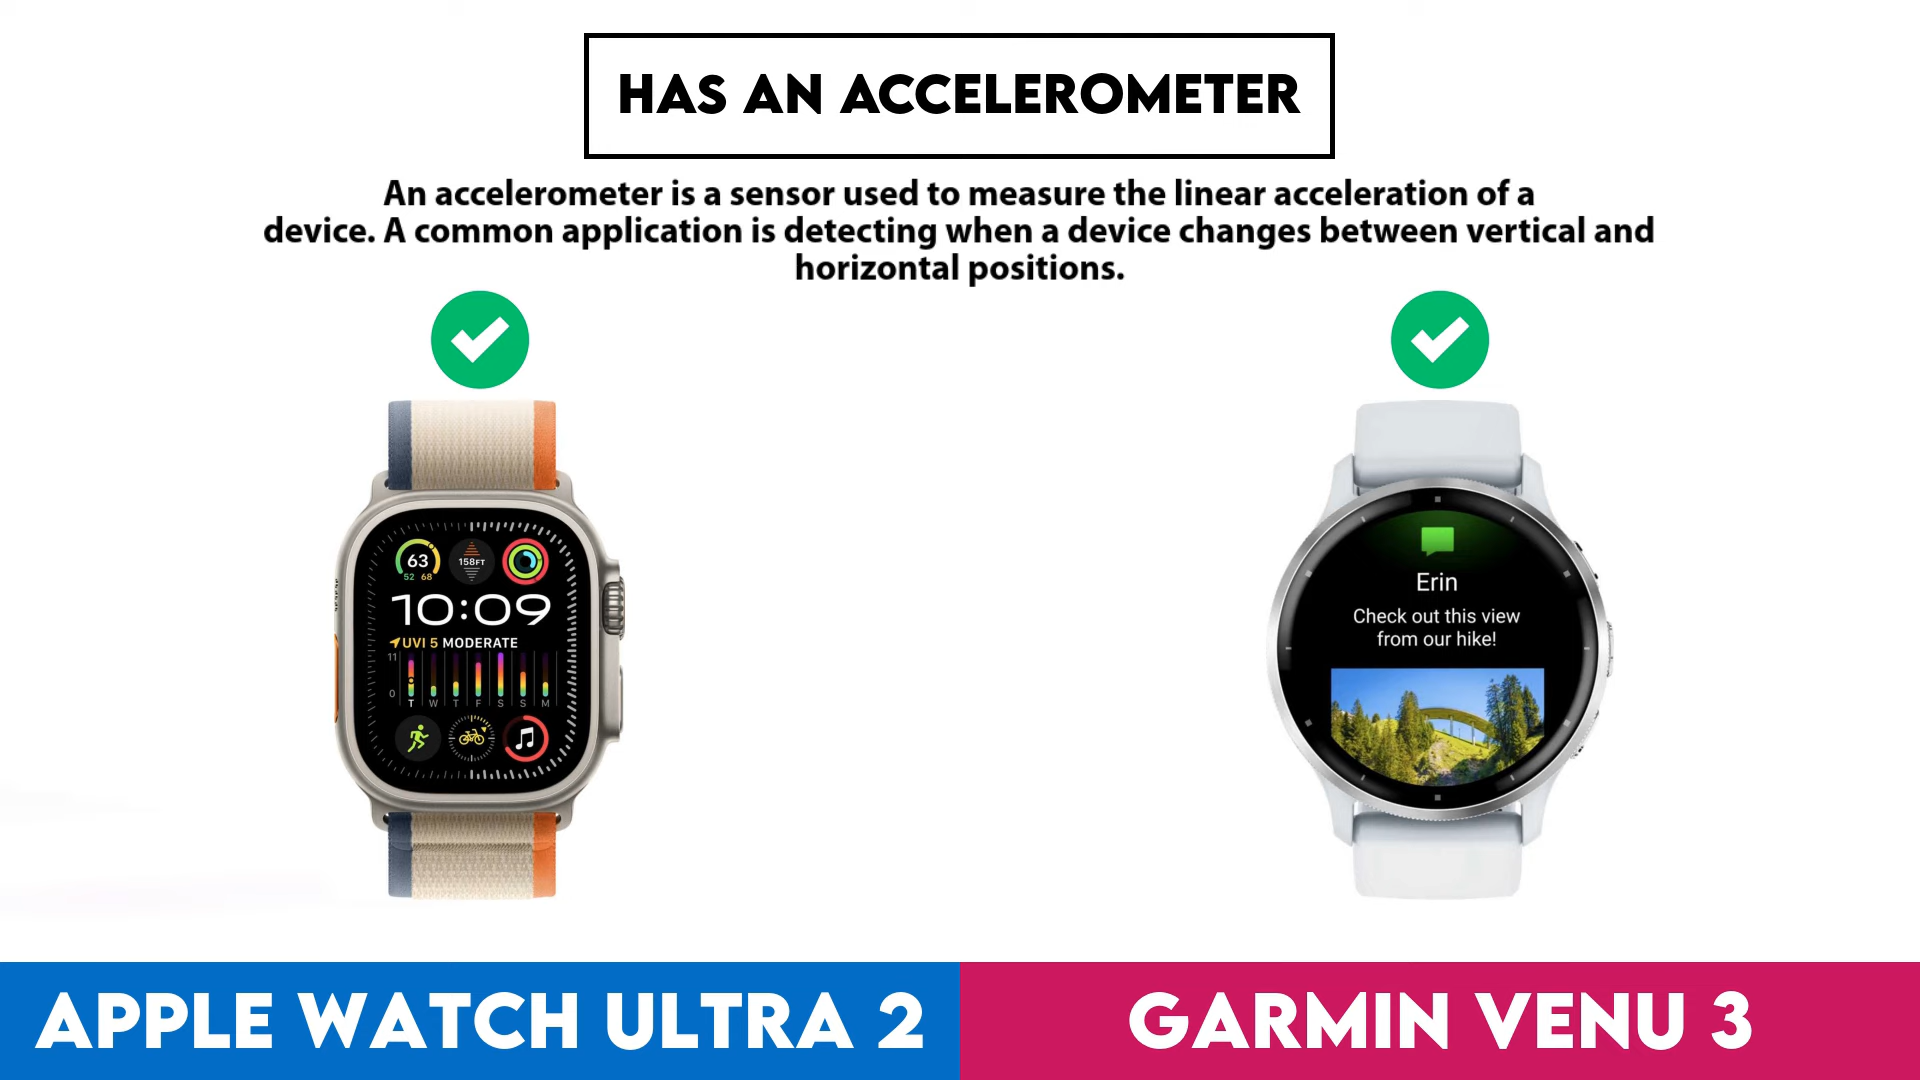 HAS AN ACCELEROMETER
An accelerometer is a sensor used to measure the linear acceleration of a
device. A common application is detecting when a device changes between vertical and
horizontal positions.
63
52 68
158FT
10:09
UVI 5 MODERATE
11
0
T W T F S S M
Erin
Check out this view
from our hike!
APPLE WATCH ULTRA 2
GARMIN VENU 3